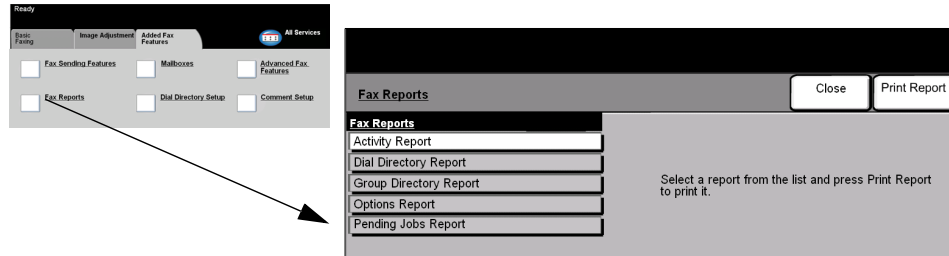 Ready
Basic
Faxing
Image Adjustment
Added Fax
Features
All Services
Fax Sending Features
Mailboxes
Advanced Fax
Features
Fax Reports
Dial Directory Setup
Comment Setup
Fax Reports
Close
Print Report
Fax Reports
Activity Report
Dial Directory Report
Group Directory Report
Options Report
Pending Jobs Report
Select a report from the list and press Print Report
to print it.